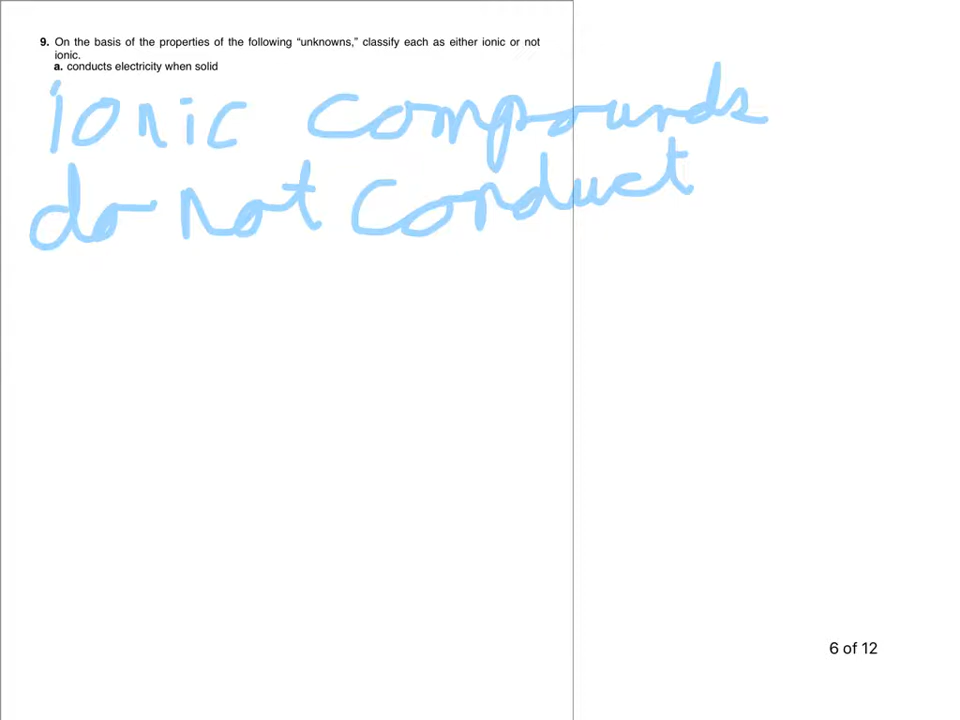 9. On the basis of the properties of the following “unknowns,” classify each as either ionic or not
ionic.
a. conducts electricity when solid
ionic compounds
do not conduct
6 of 12